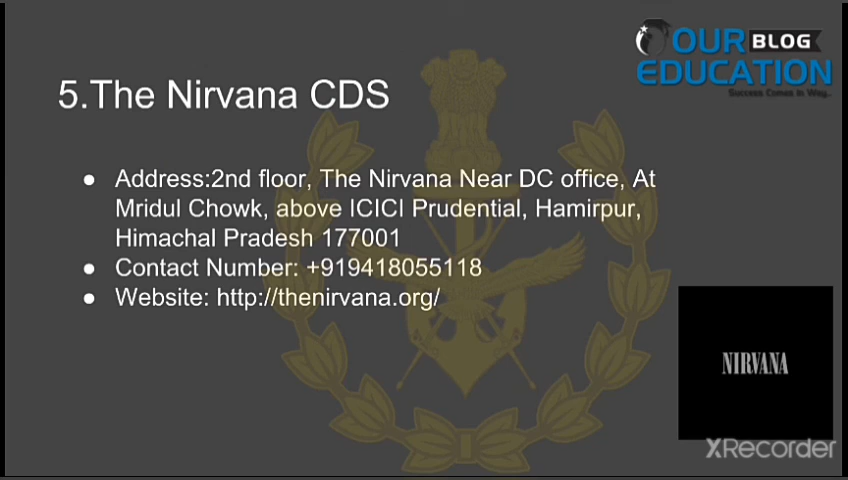 OUR BLOG
EDUCATION
Success Comes in Way..
5.The Nirvana CDS
● Address:2nd floor, The Nirvana Near DC office, At
Mridul Chowk, above ICICI Prudential, Hamirpur,
Himachal Pradesh 177001
● Contact Number: +919418055118
● Website: http://thenirvana.org/
NIRVANA
XRecorder